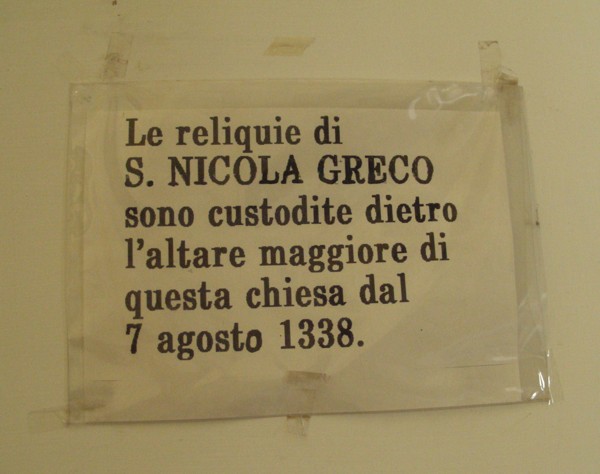 Le reliquie di
S. NICOLA GRECO
sono custodite dietro
l'altare maggiore di
questa chiesa dal
7 agosto 1338.